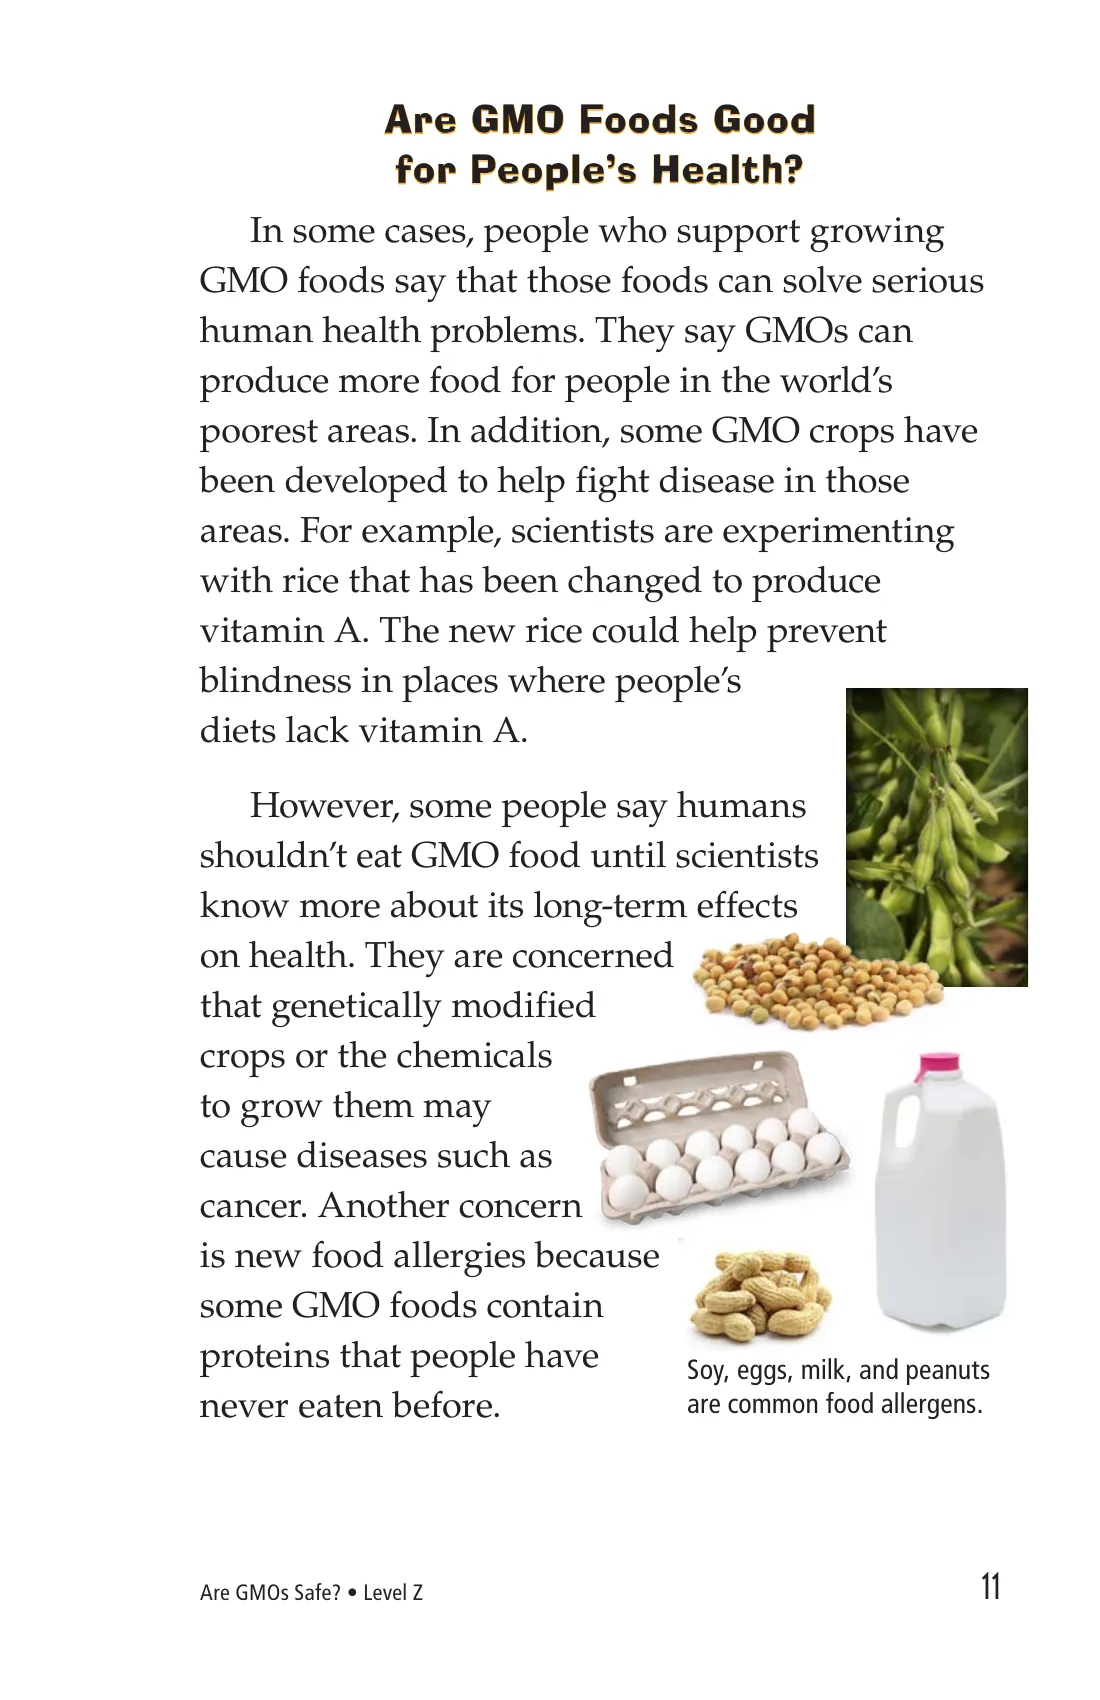 Are GMO Foods Good
for People’s Health?
In some cases, people who support growing
GMO foods say that those foods can solve serious
human health problems. They say GMOs can
produce more food for people in the world’s
poorest areas. In addition, some GMO crops have
been developed to help fight disease in those
areas. For example, scientists are experimenting
with rice that has been changed to produce
vitamin A. The new rice could help prevent
blindness in places where people’s
diets lack vitamin A.
However, some people say humans
shouldn’t eat GMO food until scientists
know more about its long-term effects
on health. They are concerned
that genetically modified
crops or the chemicals
to grow them may
cause diseases such as
cancer. Another concern
is new food allergies because
some GMO foods contain
proteins that people have
never eaten before.
Soy, eggs, milk, and peanuts
are common food allergens.
Are GMOs Safe? • Level Z
11